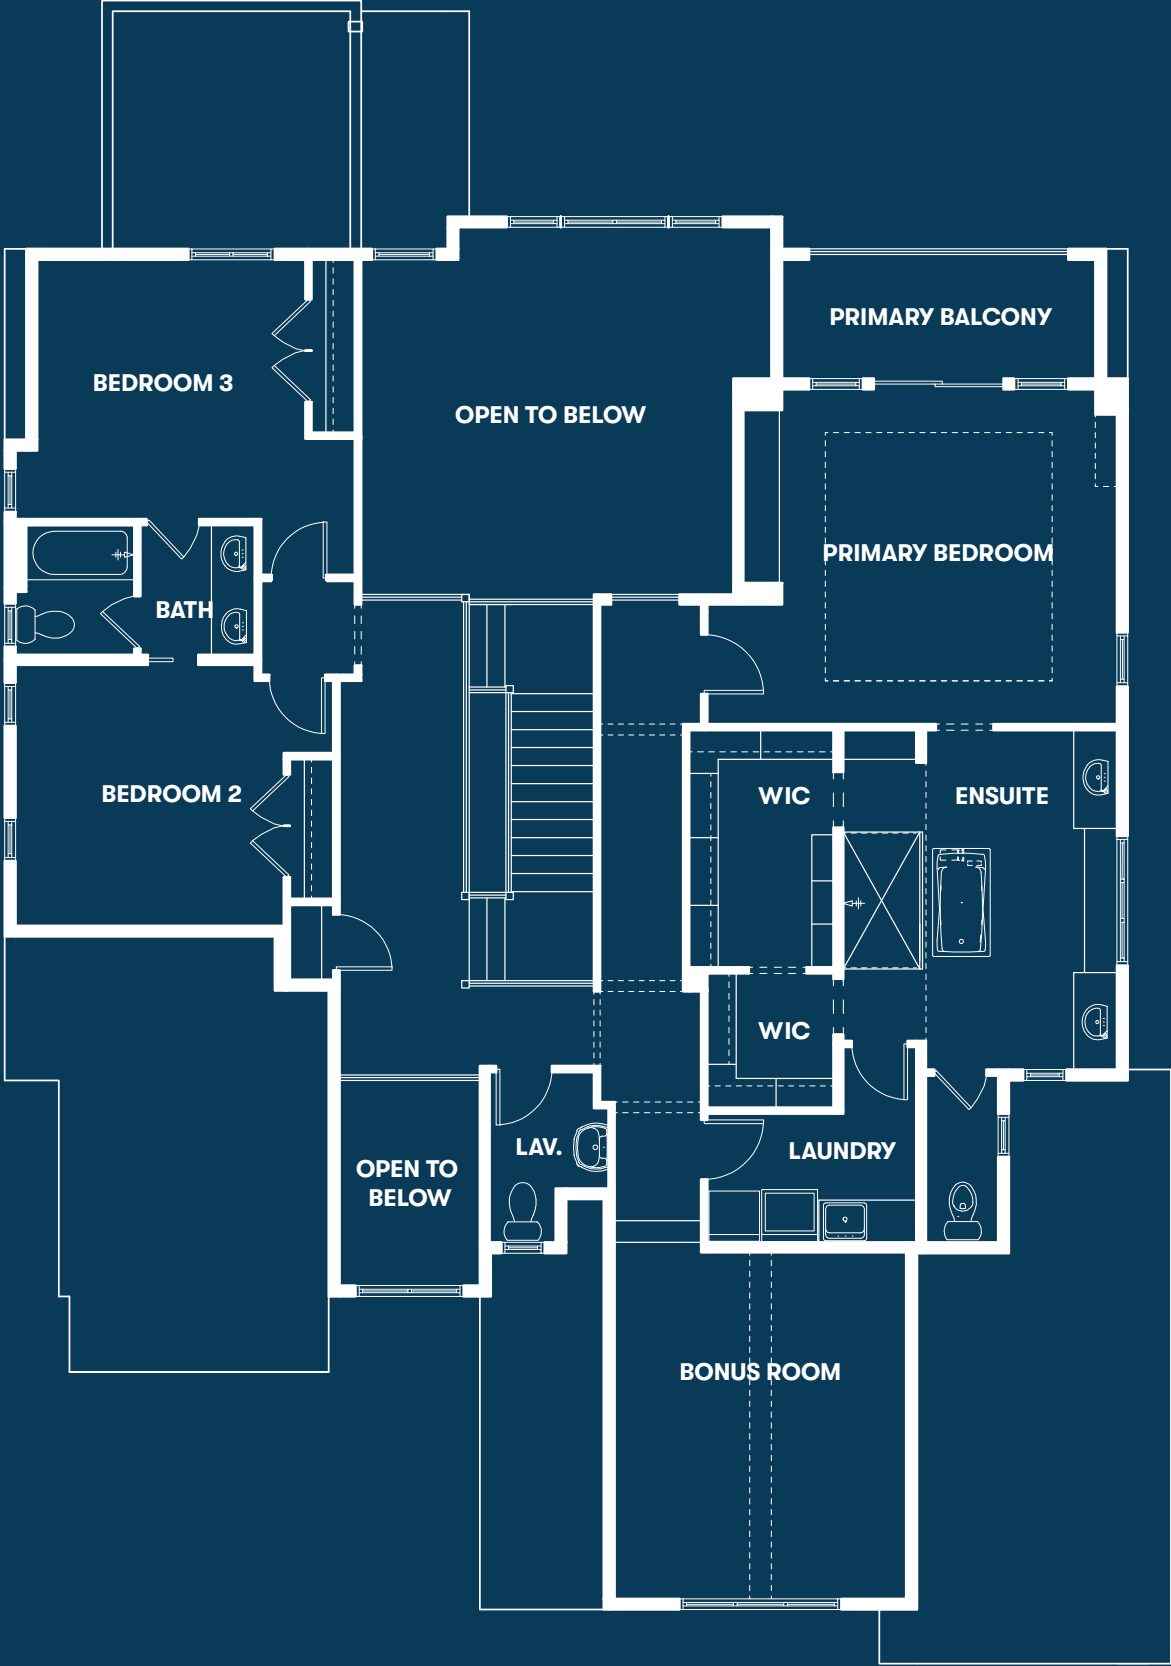 PRIMARY BALCONY
BEDROOM 3
OPEN TO BELOW
PRIMARY BEDROOM
BATH
BEDROOM 2
WIC
ENSUITE
WIC
LAV.
LAUNDRY
OPEN TO
BELOW
BONUS ROOM